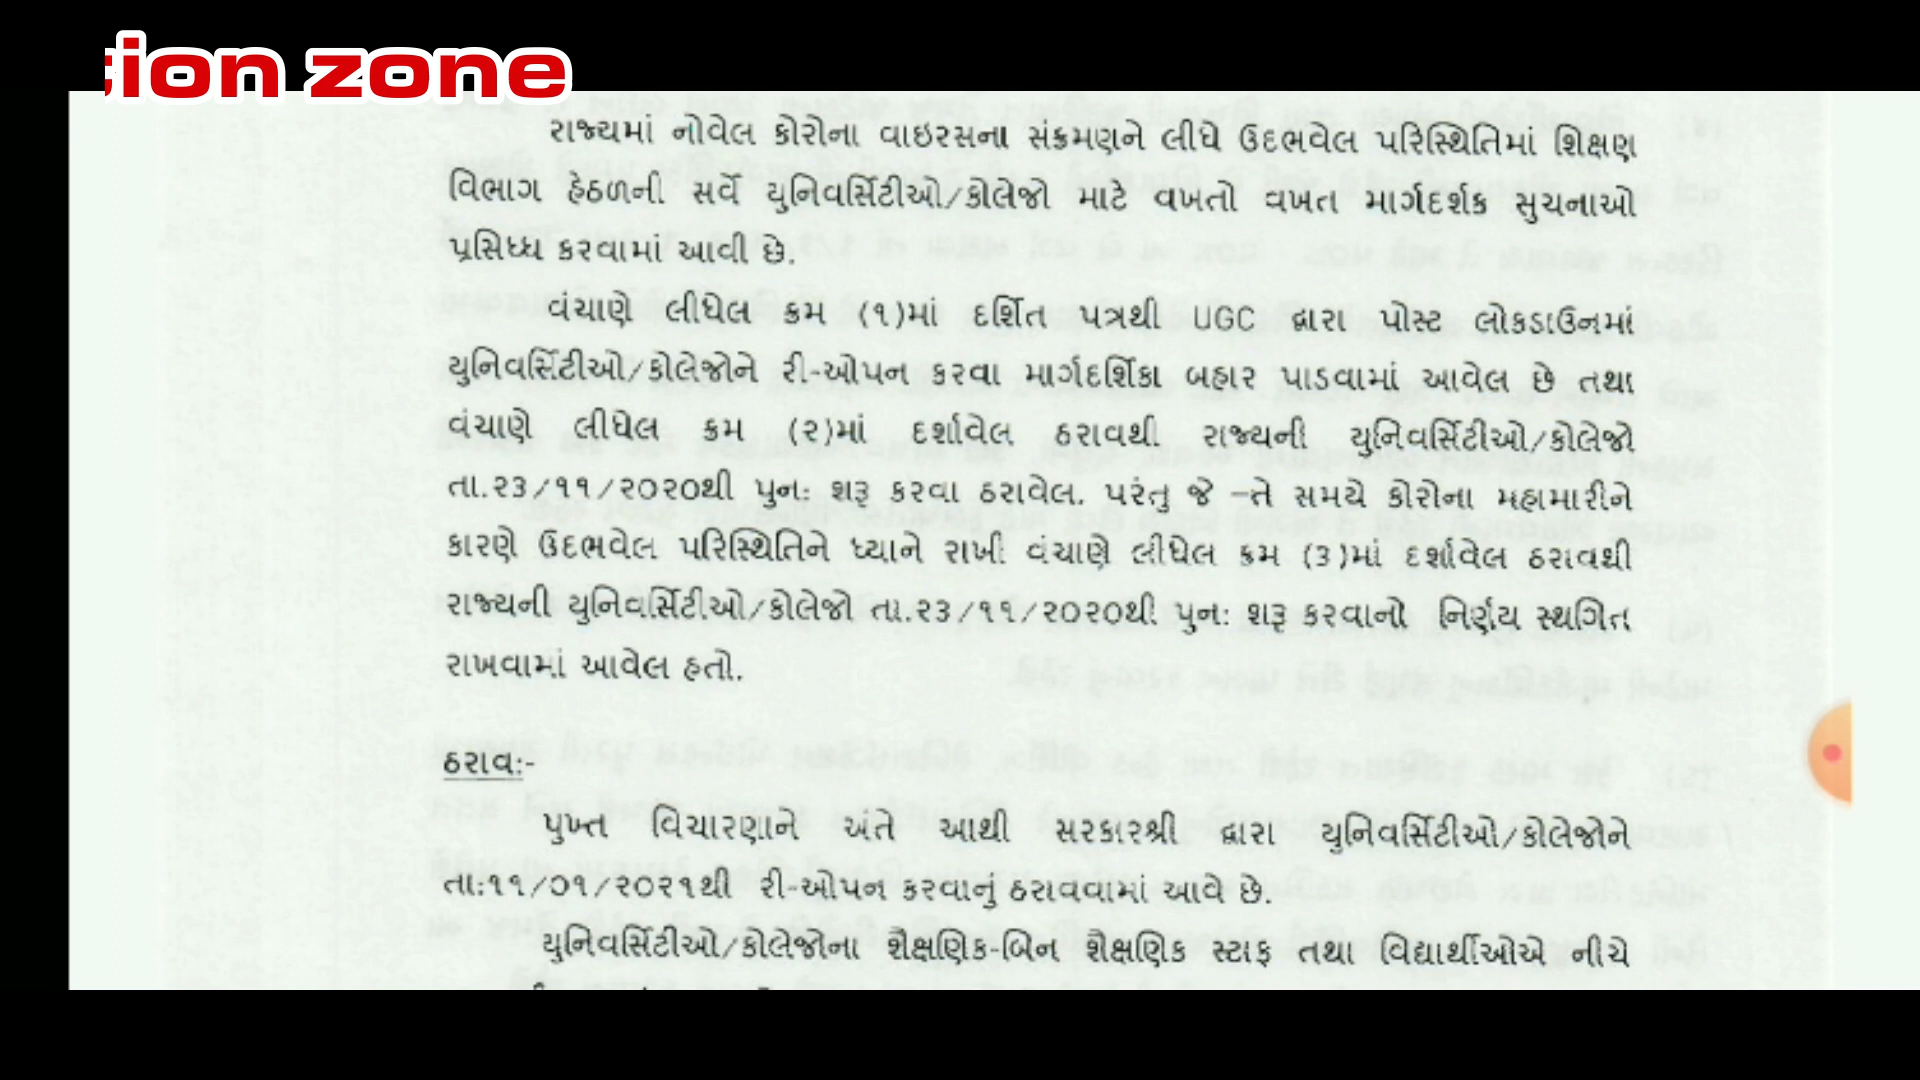 ion zone
રાજ્યમાં નોવેલ કોરોના વાઇરસના સંક્રમણને લીધે ઉદભવેલ પરિસ્થિતિમાં શિક્ષણ
વિભાગ હેઠળની સર્વે યુનિવર્સિટીઓ/કોલેજો માટે વખતો વખત માર્ગદર્શક સુચનાઓ
પ્રસિધ્ધ કરવામાં આવી છે.
વંચાણે લીધેલ ક્રમ (૧)માં દર્શિત પત્રથી UGC દ્વારા પોસ્ટ લોકડાઉનમાં
યુનિવર્સિટીઓ/કોલેજોને રી-ઓપન કરવા માર્ગદર્શિકા બહાર પાડવામાં આવેલ છે તથા
વંચાણે લીધેલ ક્રમ (૨)માં દર્શાવેલ ઠરાવથી રાજ્યની યુનિવર્સિટીઓ/કોલેજો
તા.૨૩/૧૧/૨૦૨૦થી પુન: શરૂ કરવા ઠરાવેલ. પરંતુ જે –તે સમયે કોરોના મહામારીને
કારણે ઉદભવેલ પરિસ્થિતિને ધ્યાને રાખી વંચાણે લીધેલ ક્રમ (૩)માં દર્શાવેલ ઠરાવથી
રાજ્યની યુનિવર્સિટીઓ/કોલેજો તા.૨૩/૧૧/૨૦૨૦થી પુન: શરૂ કરવાનો નિર્ણય સ્થગિત
રાખવામાં આવેલ હતો.
ઠરાવ:-
પુખ્ત વિચારણાને અંતે આથી સરકારશ્રી દ્વારા યુનિવર્સિટીઓ/કોલેજોને
તા:૧૧/૦૧/૨૦૨૧થી રી-ઓપન કરવાનું ઠરાવવામાં આવે છે.
યુનિવર્સિટીઓ/કોલેજોના શૈક્ષણિક-બિન શૈક્ષણિક સ્ટાફ તથા વિદ્યાર્થીઓએ નીચે